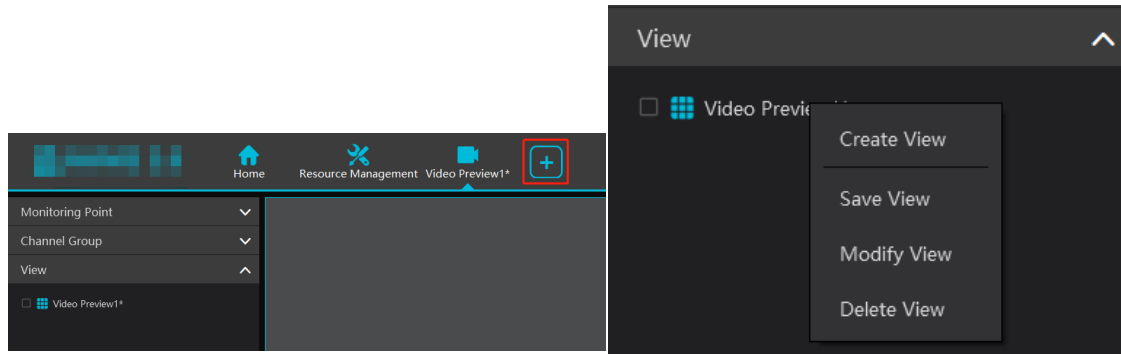 Home
Resource Management
Video Preview1*
Monitoring Point
Channel Group
View
Video Preview1*
View
Video
Create View
Save View
Modify View
Delete View